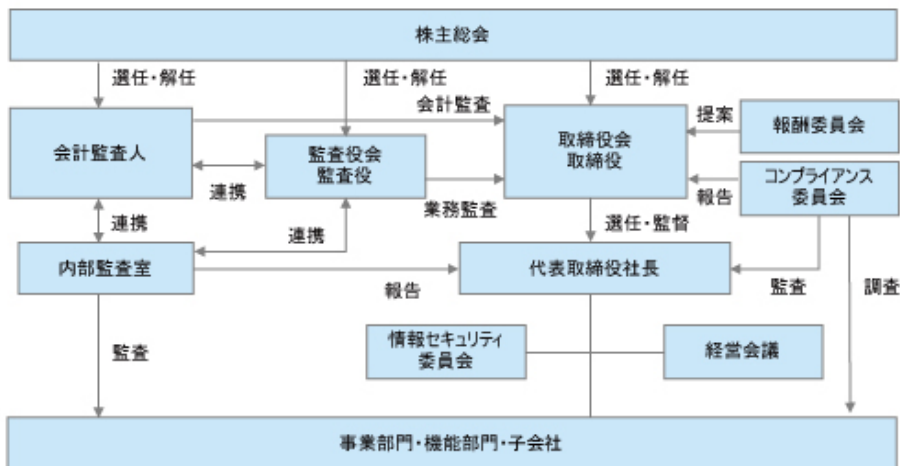 株主総会
選任・解任
選任・解任
選任・解任
会計監査
提案
報酬委員会
会計監査人
監査役会
監査役
取締役会
取締役
コンプライアンス
委員会
連携
業務監査
報告
連携
連携
選任・監督
内部監査室
代表取締役社長
報告
監査
調査
監査
情報セキュリティ
委員会
経営会議
事業部門・機能部門・子会社